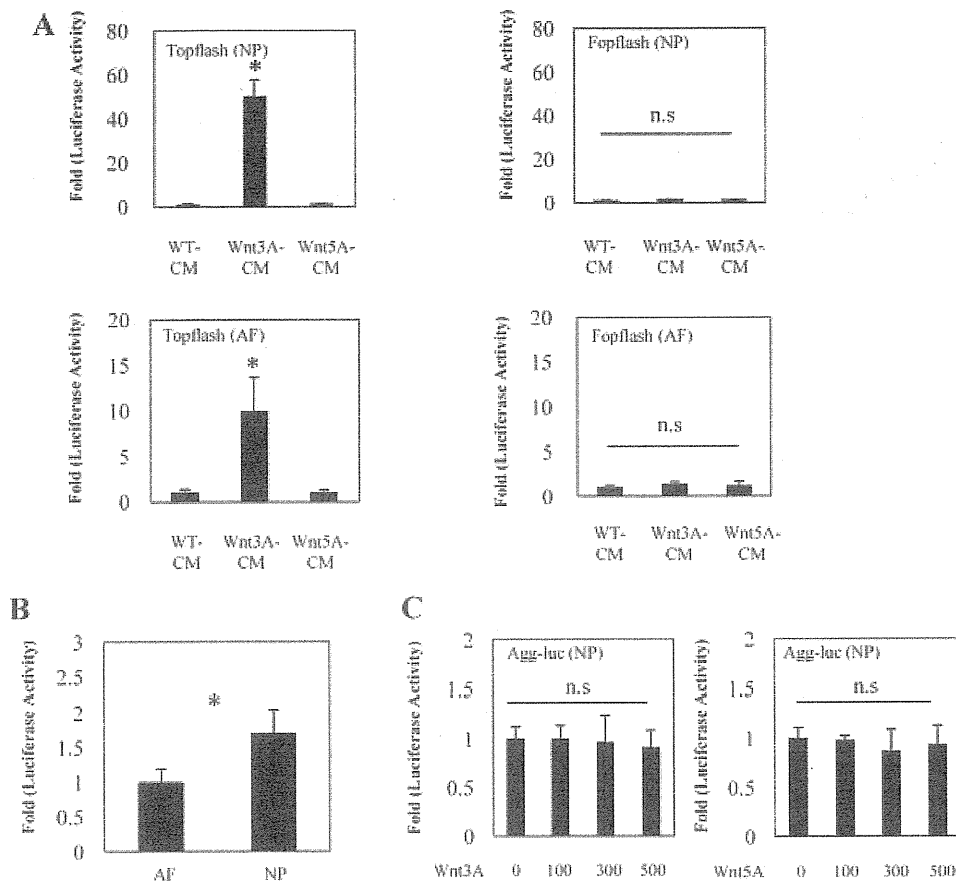 A
Fold (Luciferase Activity)
80
60
40
20
0
Topflash (NP)
*
WT-CM
Wnt3A-CM
Wnt5A-CM
Fold (Luciferase Activity)
80
60
40
20
0
Fopflash (NP)
n.s
WT-CM
Wnt3A-CM
Wnt5A-CM
Fold (Luciferase Activity)
20
15
10
5
0
Topflash (AF)
*
WT-CM
Wnt3A-CM
Wnt5A-CM
Fold (Luciferase Activity)
20
15
10
5
0
Fopflash (AF)
n.s
WT-CM
Wnt3A-CM
Wnt5A-CM
B
Fold (Luciferase Activity)
3
2.5
2
1.5
1
0.5
0
*
AF
NP
C
Fold (Luciferase Activity)
2
1.5
1
0.5
0
Agg-luc (NP)
n.s
Wnt3A 0 100 300 500
Fold (Luciferase Activity)
2
1.5
1
0.5
0
Agg-luc (NP)
n.s
Wnt5A 0 100 300 500